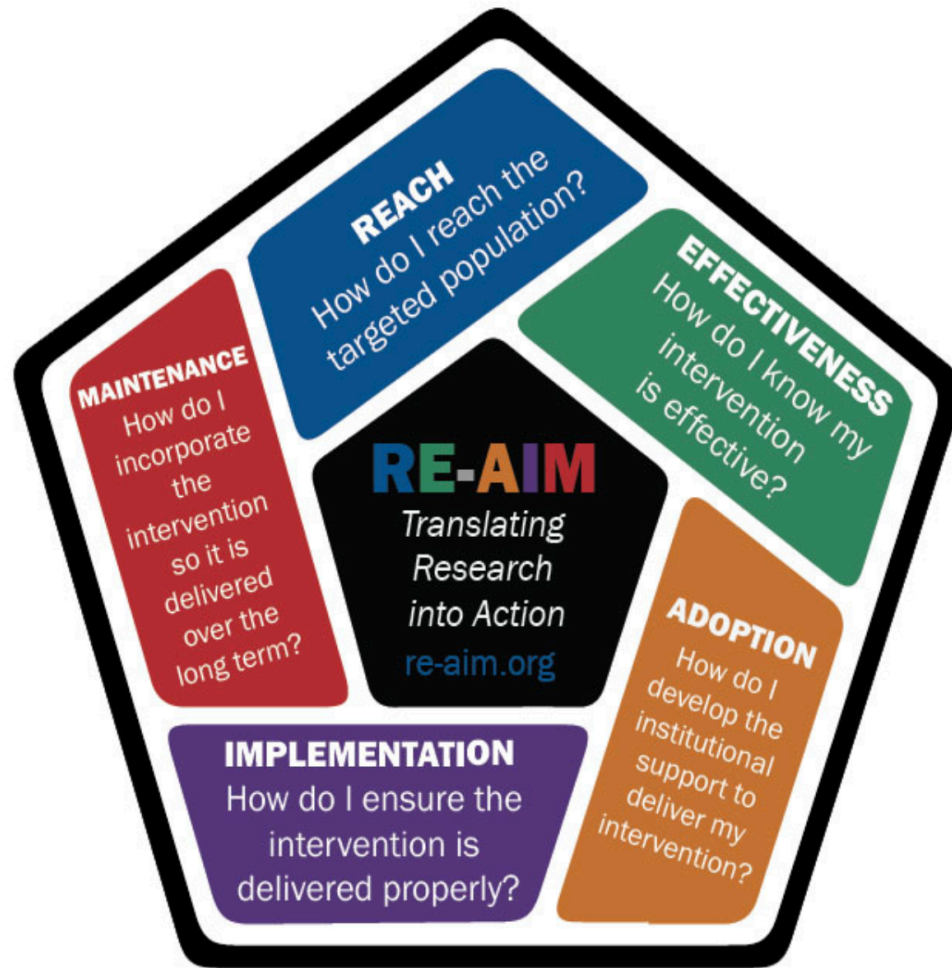 REACH
How do I reach the
targeted population?
EFFECTIVENESS
How do I know my
intervention
is effective?
ADOPTION
How do I
develop the
institutional
support to
deliver my
intervention?
IMPLEMENTATION
How do I ensure the
intervention is
delivered properly?
MAINTENANCE
How do I
incorporate
the
intervention
so it is
delivered
over the
long term?
RE-AIM
Translating
Research
into Action
re-aim.org